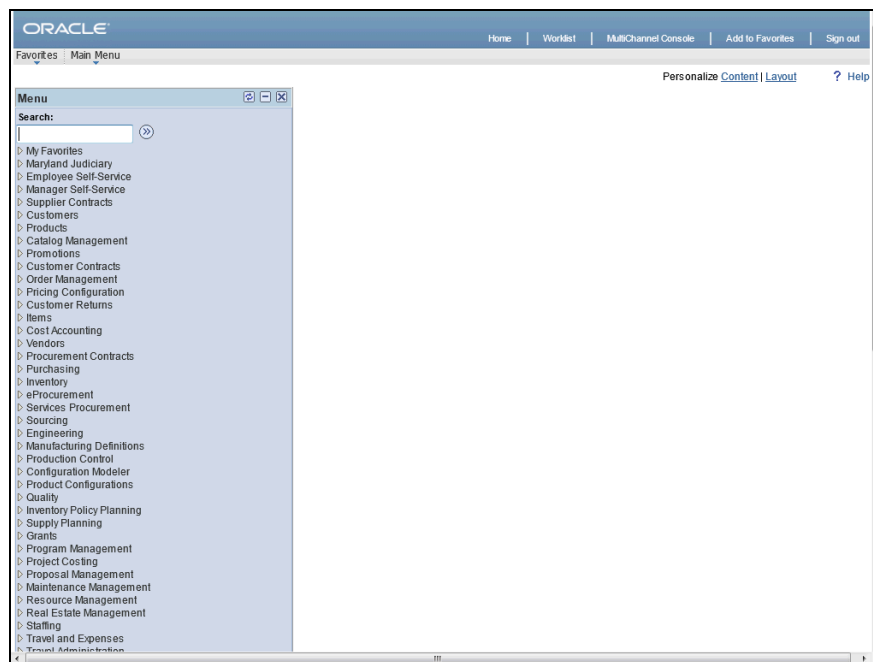 ORACLE
Home | Worklist | MultiChannel Console | Add to Favorites | Sign out
Favorites Main Menu
Personalize Content | Layout ? Help
Menu
Search:
My Favorites
Maryland Judiciary
Employee Self-Service
Manager Self-Service
Supplier Contracts
Customers
Products
Catalog Management
Promotions
Customer Contracts
Order Management
Pricing Configuration
Customer Returns
Items
Cost Accounting
Vendors
Procurement Contracts
Purchasing
Inventory
eProcurement
Services Procurement
Sourcing
Engineering
Manufacturing Definitions
Production Control
Configuration Modeler
Product Configurations
Quality
Inventory Policy Planning
Supply Planning
Grants
Program Management
Project Costing
Proposal Management
Maintenance Management
Resource Management
Real Estate Management
Staffing
Travel and Expenses
Travel Administration